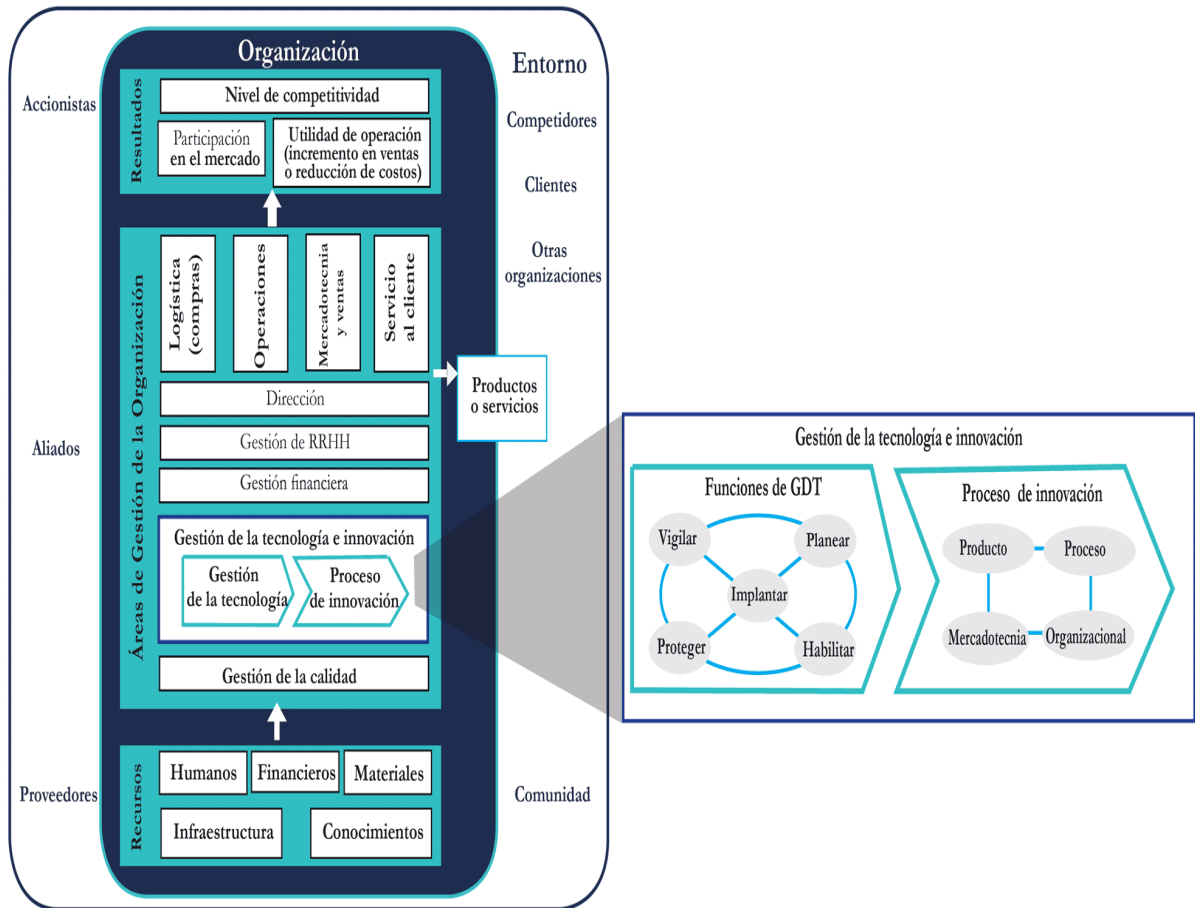 Organización
Entorno
Accionistas
Competidores
Clientes
Otras
organizaciones
Aliados
Proveedores
Comunidad
Resultados
Nivel de competitividad
Participación
en el mercado
Utilidad de operación
(incremento en ventas
o reducción de costos)
Áreas de Gestión de la Organización
Logística
(compras)
Operaciones
Mercadotecnia
y ventas
Servicio
al cliente
Productos
o servicios
Dirección
Gestión de RRHH
Gestión financiera
Gestión de la tecnología e innovación
Gestión
de la tecnología
Proceso
de innovación
Gestión de la calidad
Recursos
Humanos
Financieros
Materiales
Infraestructura
Conocimientos
Gestión de la tecnología e innovación
Funciones de GDT
Vigilar
Planear
Implantar
Proteger
Habilitar
Proceso de innovación
Producto
Proceso
Mercadotecnia
Organizacional